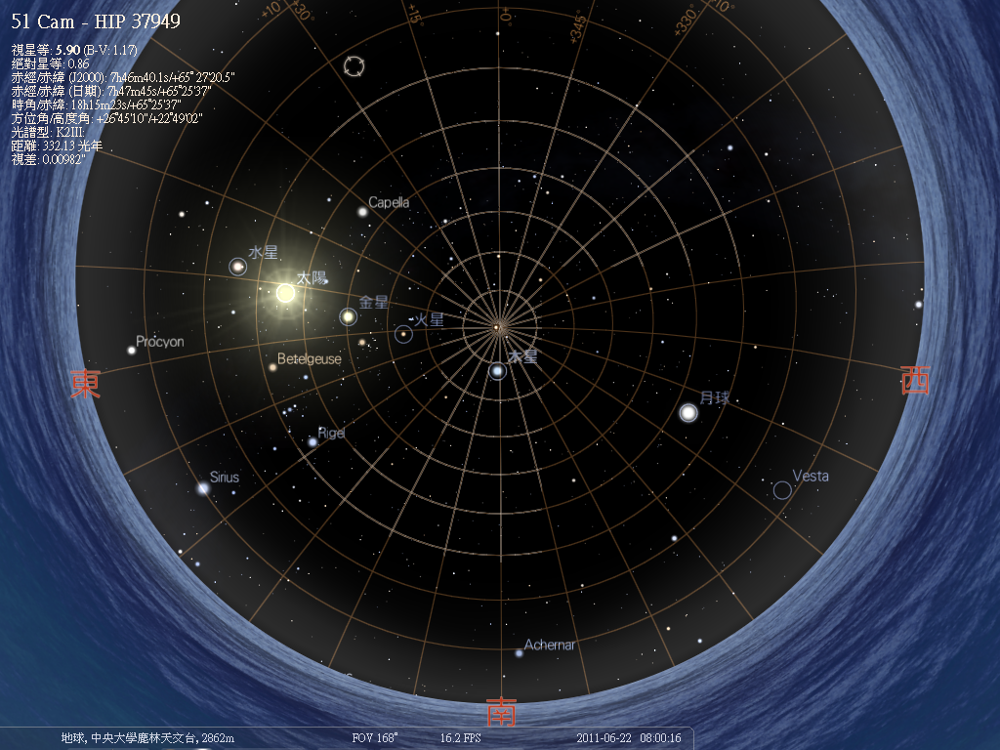 51 Cam - HIP 37949
視星等: 5.90 (B-V: 1.17)
絕對星等: 0.86
赤經/赤緯 (J2000): 7h46m40.1s/+65°27'20.5"
赤經/赤緯 (日期): 7h47m45s/+65°25'37"
時角/赤緯: 18h15m23s/+65°25'37"
方位角/高度角: +26°45'10"/+22°49'02"
光譜型: K2III
距離: 332.13 光年
視差: 0.00982"
+10°
+30°
+15°
+0°
+345°
+330°
+10°
Capella
水星
太陽
金星
火星
Procyon
Betelgeuse
木星
東
西
月球
Rigel
Sirius
Vesta
Achernar
南
地球, 中央大學鹿林天文台, 2862m
FOV 168°
16.2 FPS
2011-06-22 08:00:16